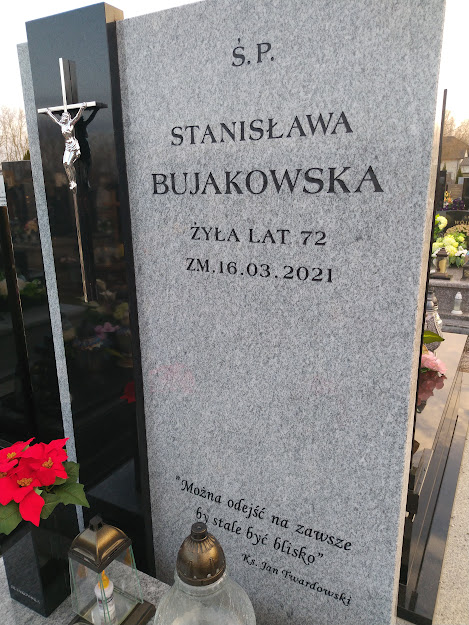 Ś.P.
STANISŁAWA
BUJAKOWSKA
ŻYŁA LAT 72
ZM.16.03.2021
"Można odejść na zawsze
by stale być blisko"
Ks. Jan Twardowski